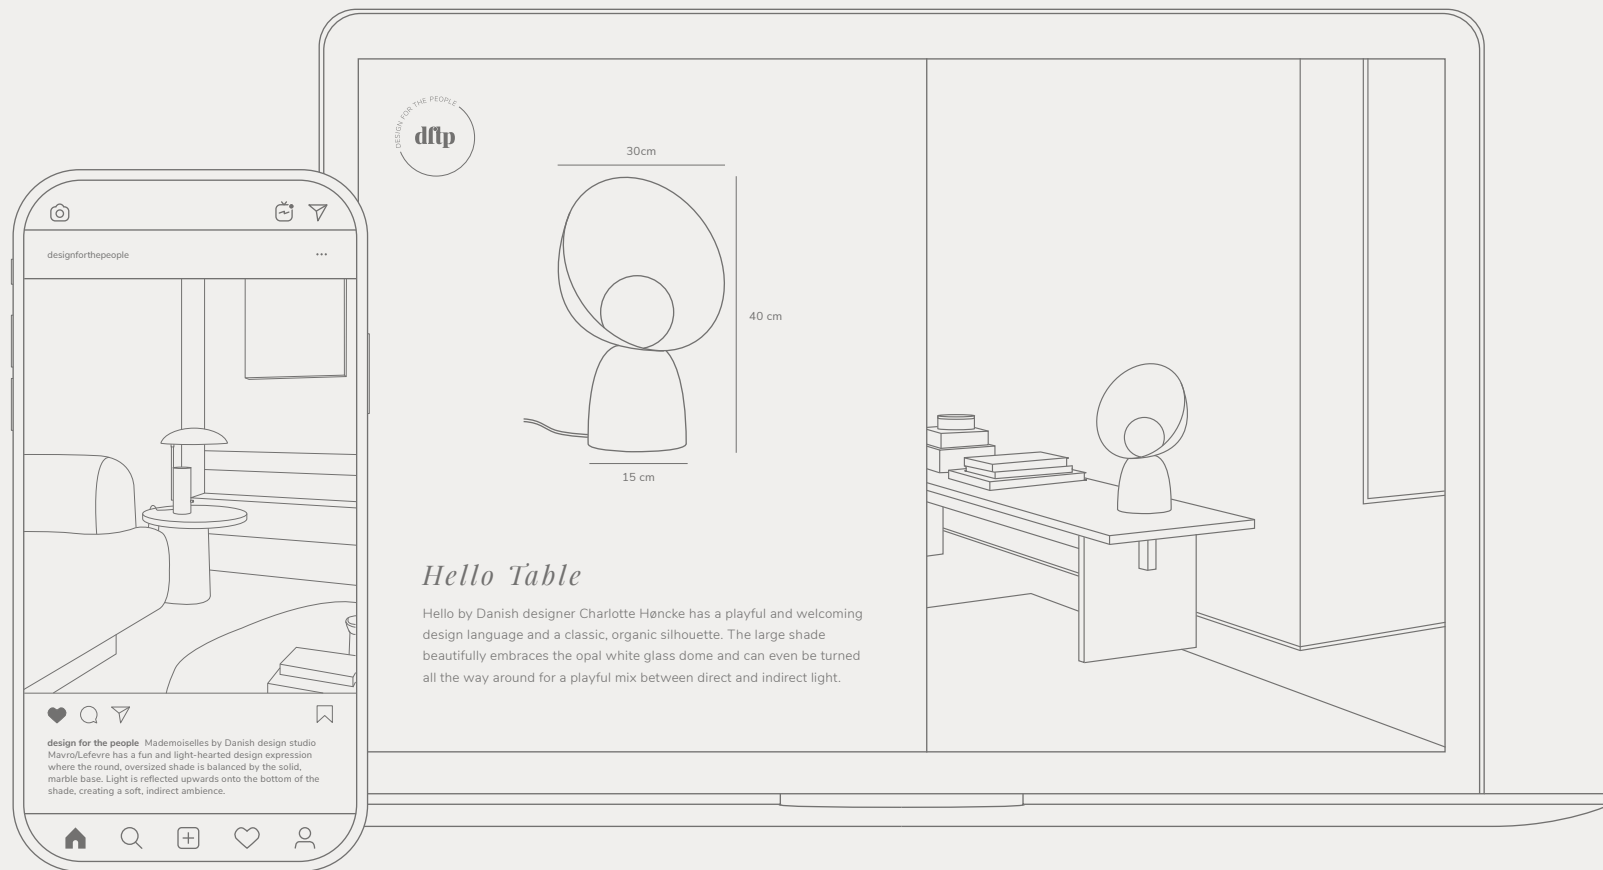 DESIGN FOR THE PEOPLE
dftp
30cm
40 cm
15 cm
Hello Table
Hello by Danish designer Charlotte Høncke has a playful and welcoming
design language and a classic, organic silhouette. The large shade
beautifully embraces the opal white glass dome and can even be turned
all the way around for a playful mix between direct and indirect light.
designforthepeople
design for the people Mademoiselles by Danish design studio
Mavro/Lefevre has a fun and light-hearted design expression
where the round, oversized shade is balanced by the solid,
marble base. Light is reflected upwards onto the bottom of the
shade, creating a soft, indirect ambience.